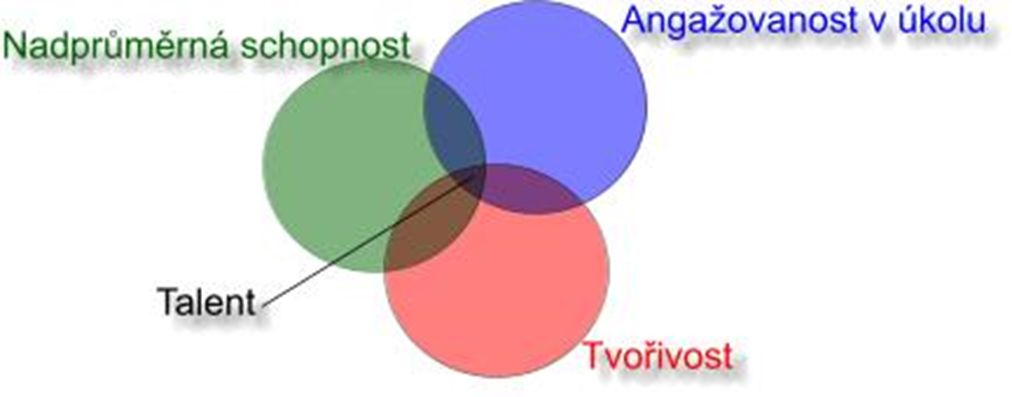 Angažovanost v úkolu
Nadprůměrná schopnost
Talent
Tvořivost